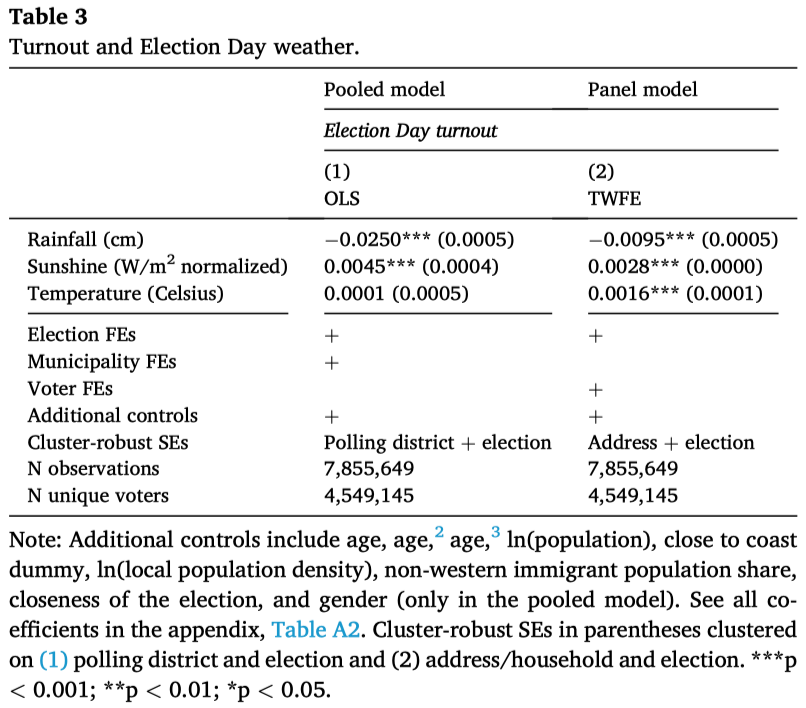 Table 3
Turnout and Election Day weather.
Pooled model Panel model
Election Day turnout
(1) (2)
OLS TWFE
Rainfall (cm) −0.0250*** (0.0005) −0.0095*** (0.0005)
Sunshine (W/m² normalized) 0.0045*** (0.0004) 0.0028*** (0.0000)
Temperature (Celsius) 0.0001 (0.0005) 0.0016*** (0.0001)
Election FEs + +
Municipality FEs +
Voter FEs +
Additional controls + +
Cluster-robust SEs Polling district + election Address + election
N observations 7,855,649 7,855,649
N unique voters 4,549,145 4,549,145
Note: Additional controls include age, age,² age,³ ln(population), close to coast
dummy, ln(local population density), non-western immigrant population share,
closeness of the election, and gender (only in the pooled model). See all co-
efficients in the appendix, Table A2. Cluster-robust SEs in parentheses clustered
on (1) polling district and election and (2) address/household and election. ***p
< 0.001; **p < 0.01; *p < 0.05.